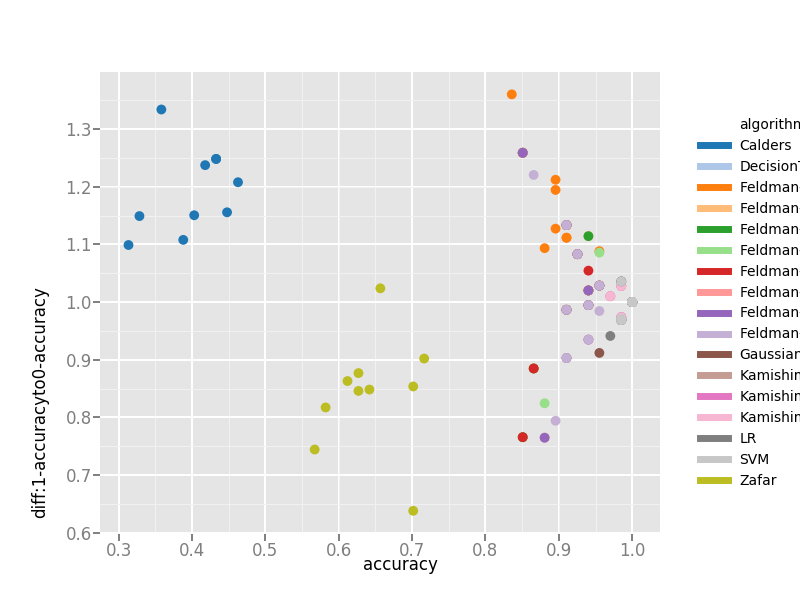 diff:1-accuracyto0-accuracy
1.3
1.2
1.1
1.0
0.9
0.8
0.7
0.6
0.3 0.4 0.5 0.6 0.7 0.8 0.9 1.0
accuracy
algorithm
Calders
DecisionT
Feldman
Feldman
Feldman
Feldman
Feldman
Feldman
Feldman
Feldman
Gaussian
Kamishin
Kamishin
Kamishin
LR
SVM
Zafar